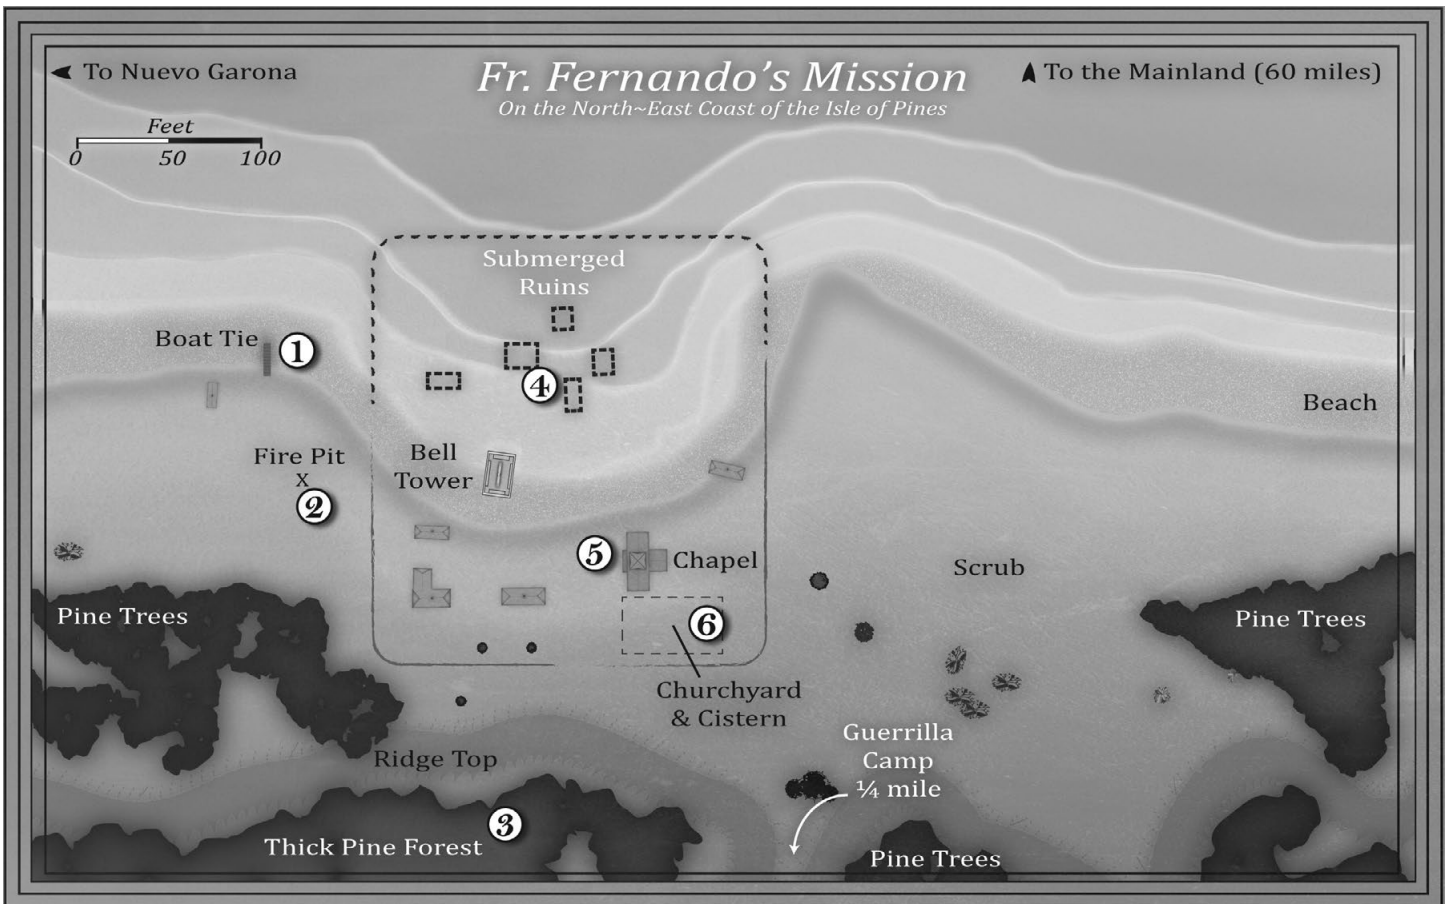 To Nuevo Garona
Fr. Fernando's Mission
On the North~East Coast of the Isle of Pines
To the Mainland (60 miles)
Feet
0 50 100
Submerged
Ruins
Boat Tie
1
4
Beach
Fire Pit
X
2
Bell
Tower
5
Chapel
Scrub
Pine Trees
6
Pine Trees
Churchyard
& Cistern
Ridge Top
Guerrilla
Camp
¼ mile
3
Thick Pine Forest
Pine Trees